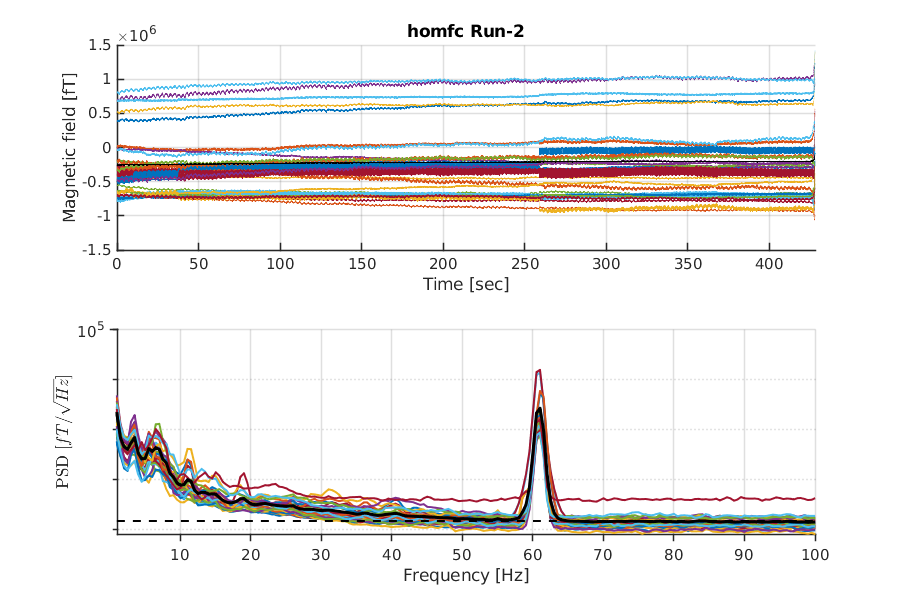 homfc Run-2
×10^6
1.5
1
0.5
0
-0.5
-1
-1.5
Magnetic field [fT]
0 50 100 150 200 250 300 350 400
Time [sec]
10^5
PSD [fT/√Hz]
10 20 30 40 50 60 70 80 90 100
Frequency [Hz]